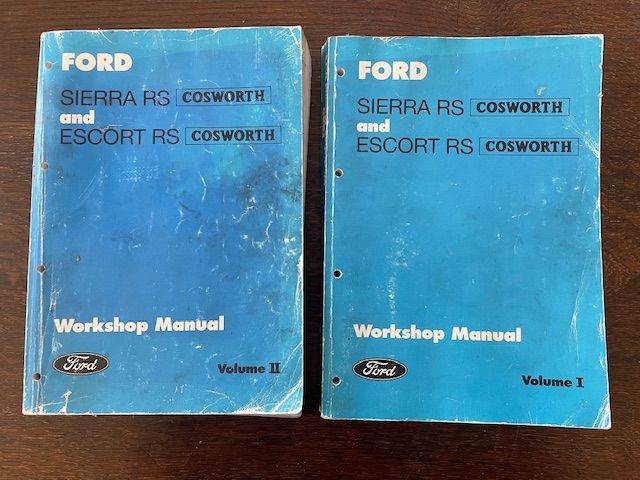 FORD
SIERRA RS COSWORTH
and
ESCORT RS COSWORTH
Workshop Manual
Ford
Volume II
FORD
SIERRA RS COSWORTH
and
ESCORT RS COSWORTH
Workshop Manual
Ford
Volume I